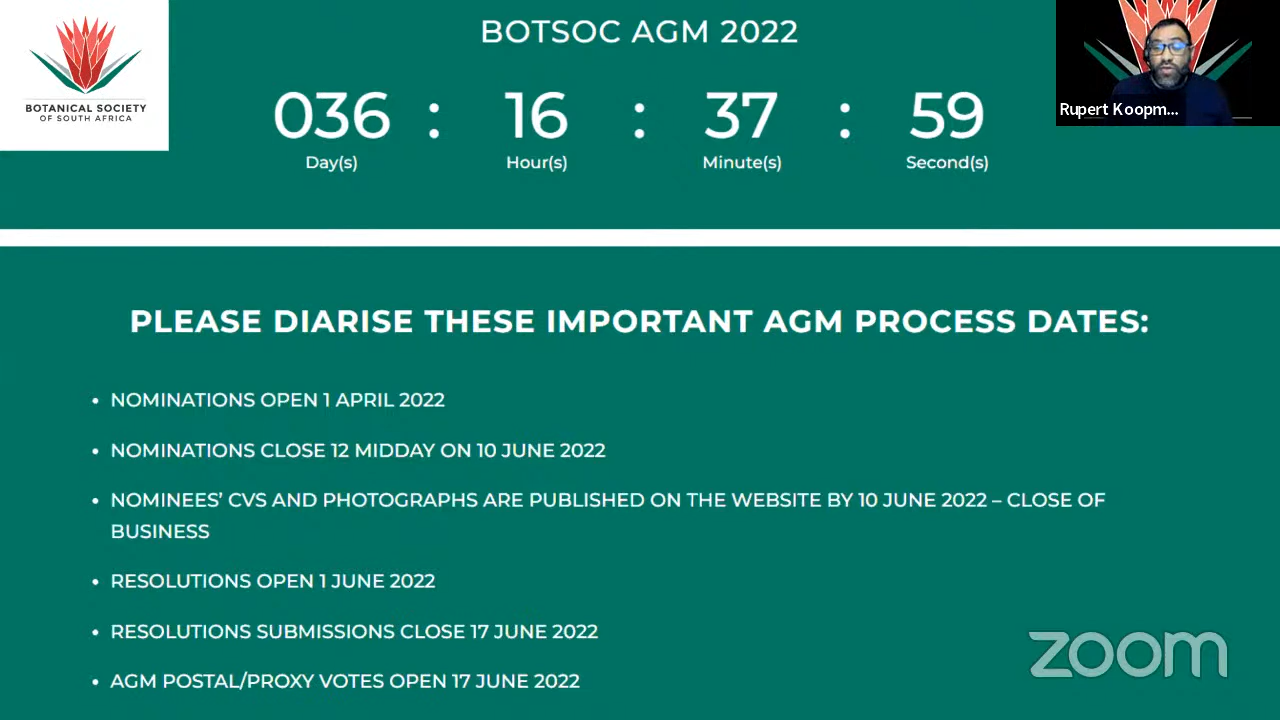 BOTANICAL SOCIETY
OF SOUTH AFRICA
BOTSOC AGM 2022
036 : 16 : 37 : 59
Day(s) Hour(s) Minute(s) Second(s)
Rupert Koopm...
PLEASE DIARISE THESE IMPORTANT AGM PROCESS DATES:
• NOMINATIONS OPEN 1 APRIL 2022
• NOMINATIONS CLOSE 12 MIDDAY ON 10 JUNE 2022
• NOMINEES’ CVS AND PHOTOGRAPHS ARE PUBLISHED ON THE WEBSITE BY 10 JUNE 2022 – CLOSE OF
BUSINESS
• RESOLUTIONS OPEN 1 JUNE 2022
• RESOLUTIONS SUBMISSIONS CLOSE 17 JUNE 2022
• AGM POSTAL/PROXY VOTES OPEN 17 JUNE 2022
zoom